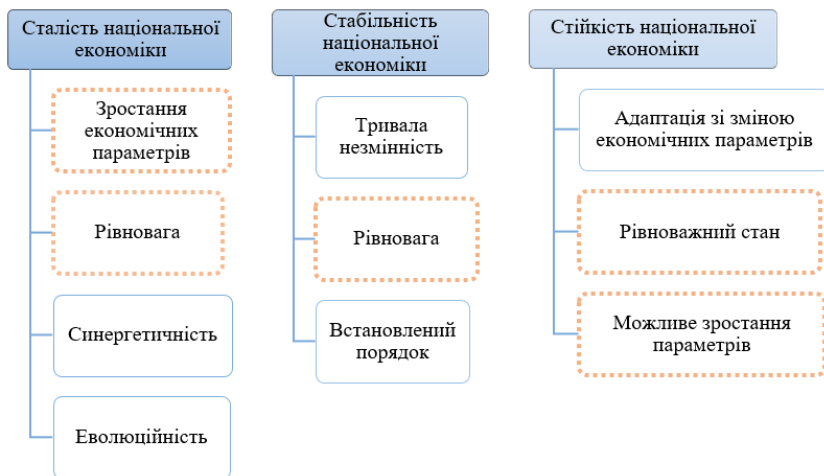 Сталість національної
економіки
Зростання
економічних
параметрів
Рівновага
Синергетичність
Еволюційність
Стабільність
національної
економіки
Тривала
незмінність
Рівновага
Встановлений
порядок
Стійкість національної
економіки
Адаптація зі зміною
економічних параметрів
Рівноважний стан
Можливе зростання
параметрів